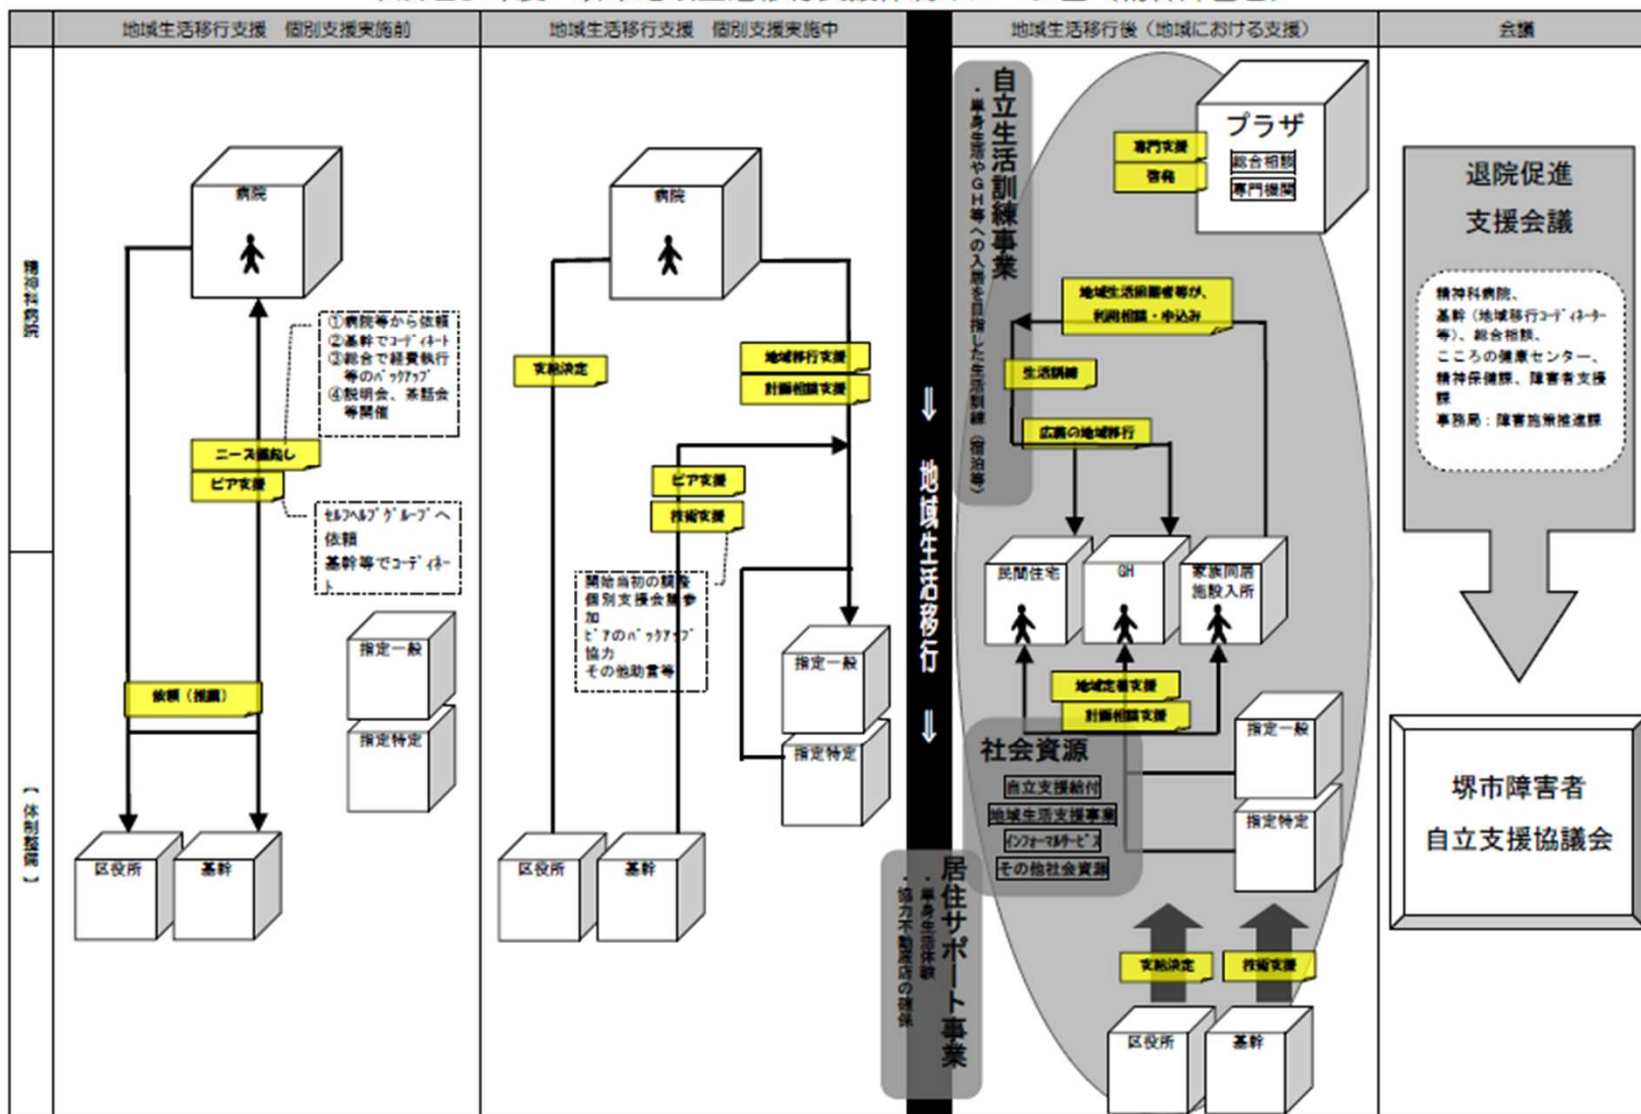 地域生活移行支援　個別支援実施前
地域生活移行支援　個別支援実施中
地域生活移行後（地域における支援）
会議
精神科病院
【体制整備】
病院
①病院等から依頼
②基幹でｺｰﾃﾞｨﾈｰﾄ
③総合で経費執行
等のﾊﾞｯｸｱｯﾌﾟ
④説明会、茶話会
等開催
ピア支援
ｾﾙﾌﾍﾙﾌﾟｸﾞﾙｰﾌﾟへ
依頼
基幹等でｺｰﾃﾞｨﾈｰ
ﾄ
指定一般
指定特定
依頼（推薦）
区役所
基幹
病院
支給決定
地域移行支援
計画相談支援
ピア支援
技術支援
開始当初の調整
個別支援会議参
加
ﾋﾟｱのﾊﾞｯｸｱｯﾌﾟ
協力
その他助言等
指定一般
指定特定
区役所
基幹
⇓　地域生活移行　⇓
居住サポート事業
・単身生活体験
・協力不動産店の確保
自立生活訓練事業
・単身生活やＧＨ等への入居を目指した生活訓練（宿泊等）
プラザ
総合相談
専門機関
専門支援
啓発
地域生活困難者等が、
利用相談・申込み
生活訓練
広義の地域移行
民間住宅
GH
家族同居
施設入所
地域定着支援
計画相談支援
社会資源
自立支援給付
地域生活支援事業
ｲﾝﾌｫｰﾏﾙｻｰﾋﾞｽ
その他社会資源
指定一般
指定特定
支給決定
技術支援
区役所
基幹
退院促進
支援会議
精神科病院、
基幹（地域移行ｺｰﾃﾞｨﾈｰﾀｰ
等）、総合相談、
こころの健康センター、
精神保健課、障害者支援
課
事務局：障害施策推進課
堺市障害者
自立支援協議会